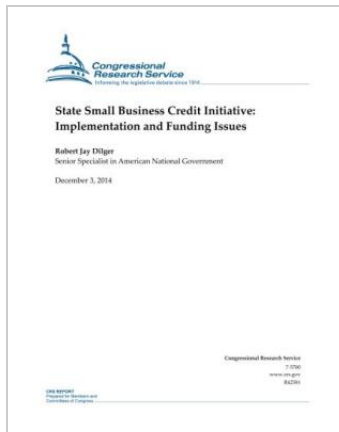 Congressional
Research Service
Informing the legislative debate since 1914
State Small Business Credit Initiative:
Implementation and Funding Issues
Robert Jay Dilger
Senior Specialist in American National Government
December 3, 2014
Congressional Research Service
7-5700
www.crs.gov
CRS REPORT
Prepared for Members and
Committees of Congress